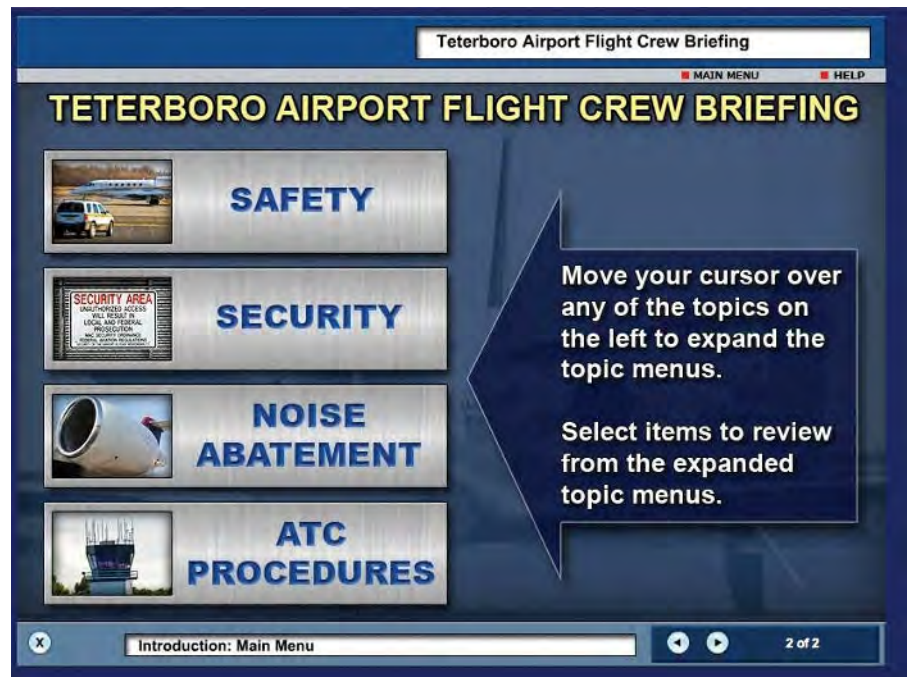 Teterboro Airport Flight Crew Briefing
MAIN MENU
HELP
TETERBORO AIRPORT FLIGHT CREW BRIEFING
SAFETY
SECURITY AREA
UNAUTHORIZED ACCESS
WILL RESULT IN
LOCAL AND FEDERAL
PROSECUTION
SECURITY
NOISE
ABATEMENT
ATC
PROCEDURES
Move your cursor over
any of the topics on
the left to expand the
topic menus.
Select items to review
from the expanded
topic menus.
X
Introduction: Main Menu
2 of 2